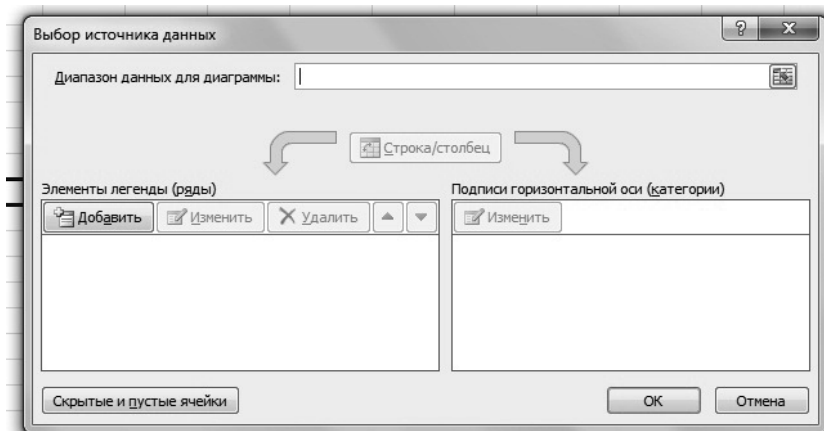 Выбор источника данных
Диапазон данных для диаграммы:
Строка/столбец
Элементы легенды (ряды)
Добавить Изменить Удалить
Подписи горизонтальной оси (категории)
Изменить
Скрытые и пустые ячейки
ОК Отмена